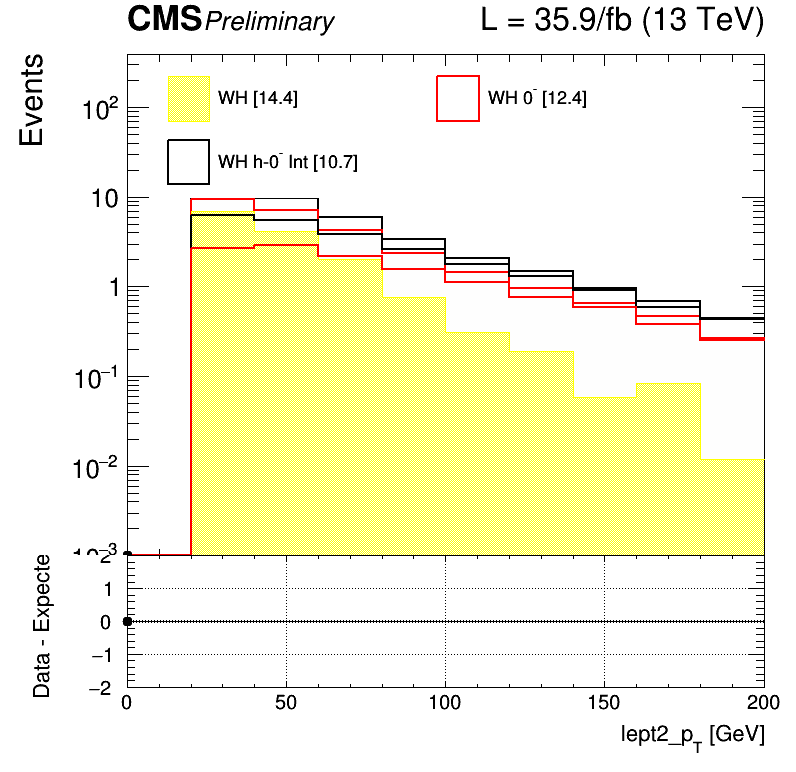 CMS Preliminary L = 35.9/fb (13 TeV)
Events
WH [14.4]
WH 0⁻ [12.4]
WH h-0⁻ Int [10.7]
10²
10
1
10⁻¹
10⁻²
10⁻³
Data - Expecte
2
1
0
−1
−2
0 50 100 150 200
lept2_p_T [GeV]